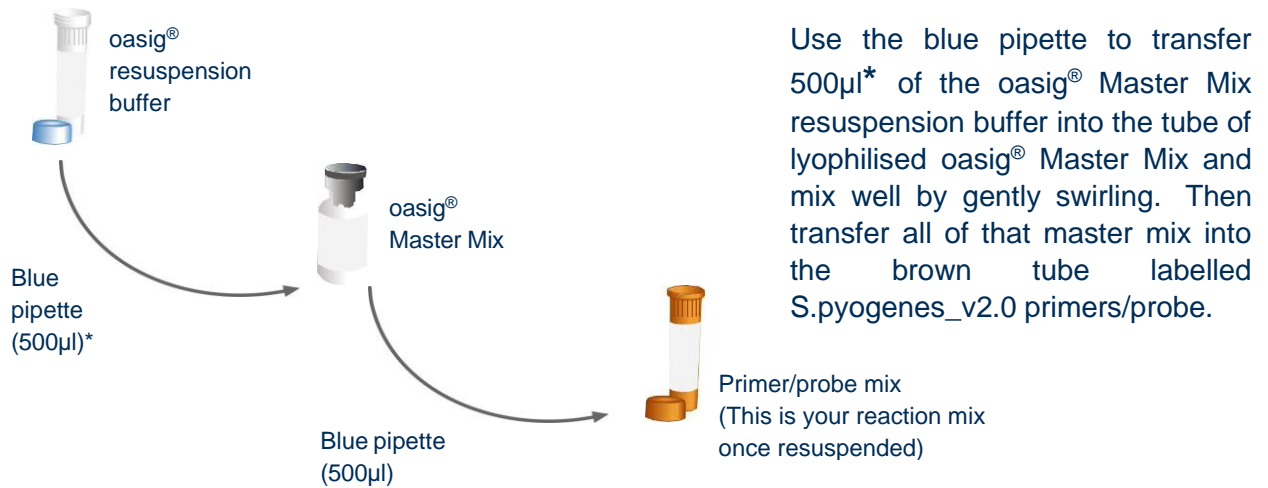 oasig®
resuspension
buffer
Blue
pipette
(500µl)*
oasig®
Master Mix
Blue pipette
(500µl)
Primer/probe mix
(This is your reaction mix
once resuspended)
Use the blue pipette to transfer
500µl* of the oasig® Master Mix
resuspension buffer into the tube of
lyophilised oasig® Master Mix and
mix well by gently swirling. Then
transfer all of that master mix into
the brown tube labelled
S.pyogenes_v2.0 primers/probe.